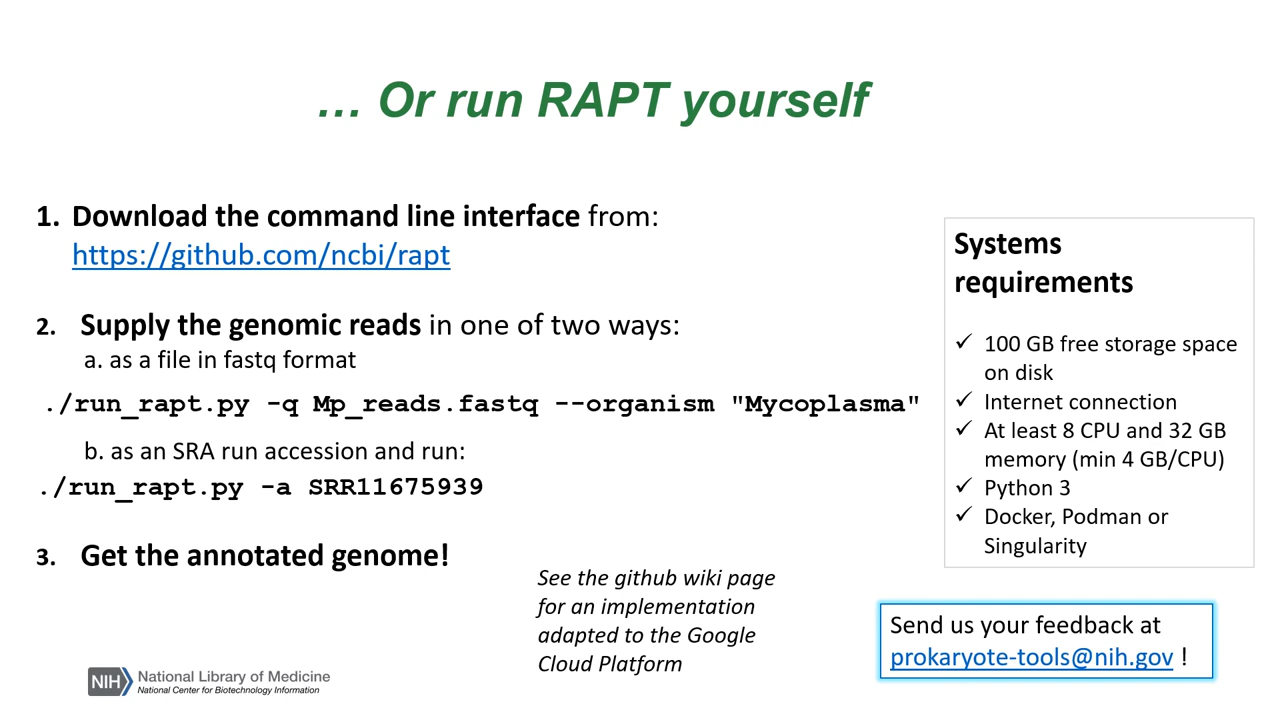 ... Or run RAPT yourself
1. Download the command line interface from:
https://github.com/ncbi/rapt
2. Supply the genomic reads in one of two ways:
a. as a file in fastq format
./run_rapt.py -q Mp_reads.fastq --organism "Mycoplasma"
b. as an SRA run accession and run:
./run_rapt.py -a SRR11675939
3. Get the annotated genome!
See the github wiki page
for an implementation
adapted to the Google
Cloud Platform
Systems
requirements
✓ 100 GB free storage space
on disk
✓ Internet connection
✓ At least 8 CPU and 32 GB
memory (min 4 GB/CPU)
✓ Python 3
✓ Docker, Podman or
Singularity
Send us your feedback at
prokaryote-tools@nih.gov !
NIH National Library of Medicine
National Center for Biotechnology Information